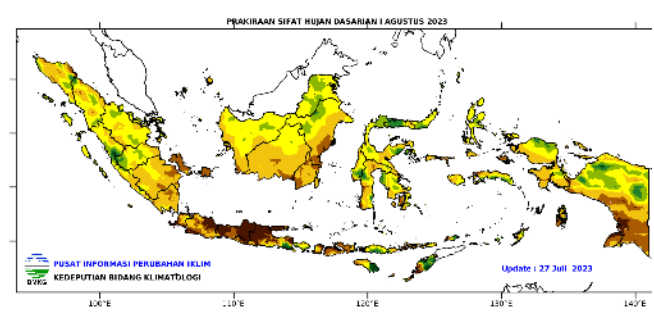 PRAKIRAAN SIFAT HUJAN DASARIAN I AGUSTUS 2023
PUSAT INFORMASI PERUBAHAN IKLIM
KEDEPUTIAN BIDANG KLIMATOLOGI
BMKG
Update : 27 Juli 2023
100°E
110°E
120°E
130°E
140°E